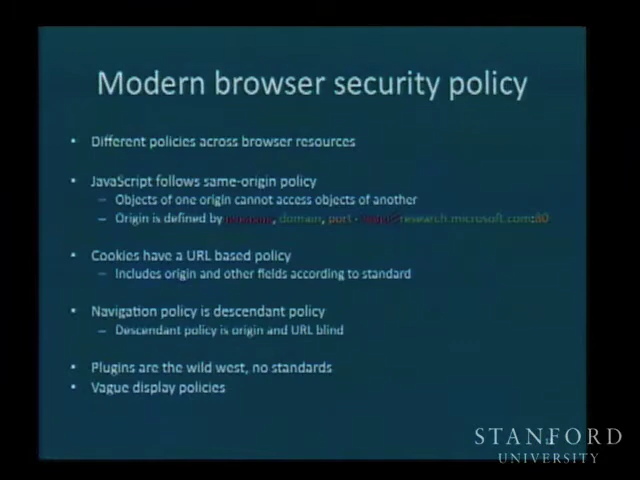 Modern browser security policy
• Different policies across browser resources
• JavaScript follows same-origin policy
– Objects of one origin cannot access objects of another
– Origin is defined by , domain, port - research.microsoft.com:80
• Cookies have a URL based policy
– Includes origin and other fields according to standard
• Navigation policy is descendant policy
– Descendant policy is origin and URL blind
• Plugins are the wild west, no standards
• Vague display policies
STANFORD
UNIVERSITY